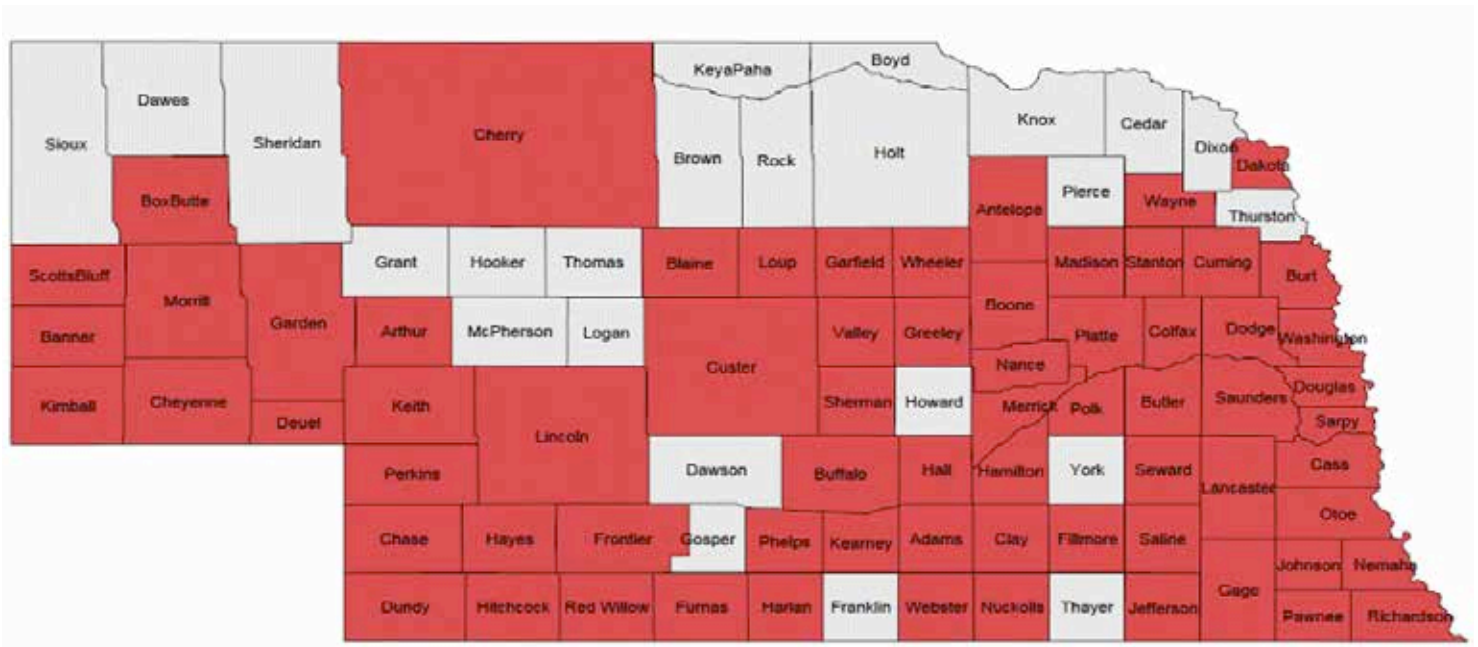 KeyaPaha
Boyd
Dawes
Knox
Cedar
Sioux
Sheridan
Cherry
Brown
Rock
Holt
Dixon
Dakota
BoxButte
Antelope
Pierce
Wayne
Thurston
Grant
Hooker
Thomas
Blaine
Loup
Garfield
Wheeler
Madison
Stanton
Cuming
ScottsBluff
Burt
Morrill
Garden
Boone
Banner
Arthur
McPherson
Logan
Valley
Greeley
Platte
Colfax
Dodge
Washington
Custer
Nance
Kimball
Cheyenne
Deuel
Keith
Sherman
Howard
Merrick
Polk
Butler
Saunders
Douglas
Sarpy
Lincoln
Perkins
Dawson
Buffalo
Hall
Hamilton
York
Seward
Lancaster
Cass
Otoe
Chase
Hayes
Frontier
Gosper
Phelps
Kearney
Adams
Clay
Fillmore
Saline
Johnson
Nemaha
Dundy
Hitchcock
Red Willow
Furnas
Harlan
Franklin
Webster
Nuckolls
Thayer
Jefferson
Gage
Pawnee
Richardson